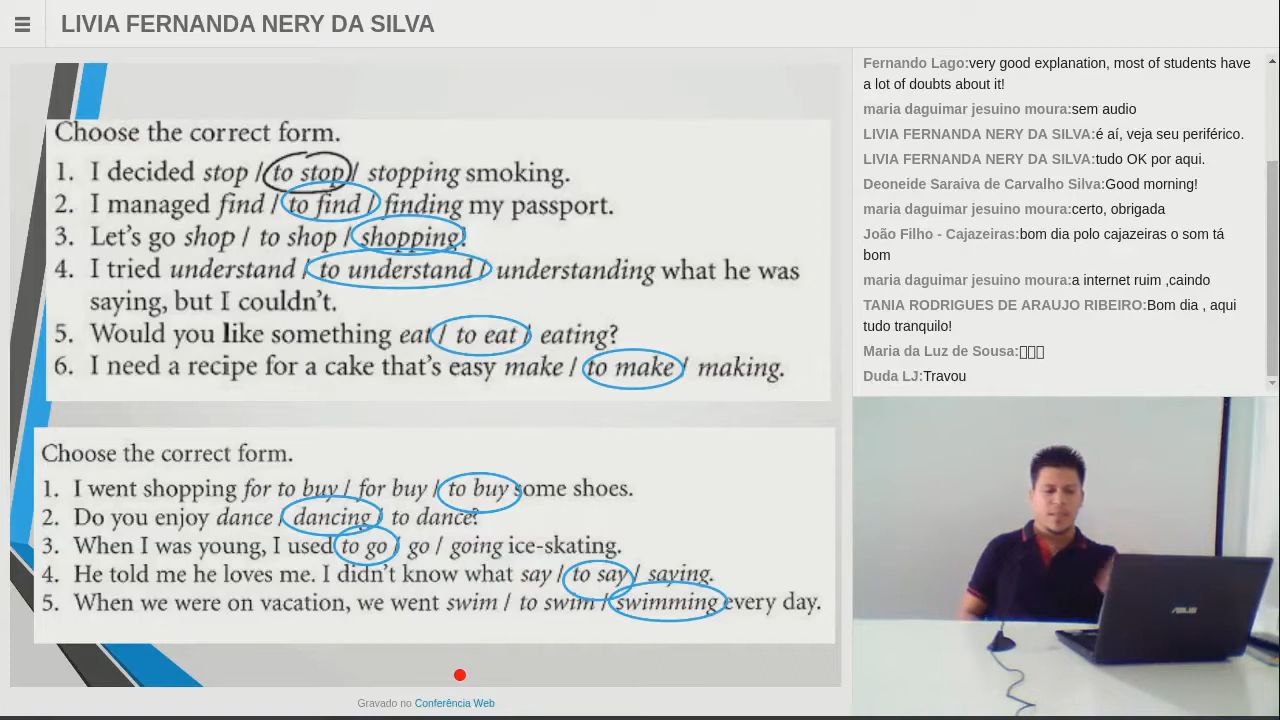 LIVIA FERNANDA NERY DA SILVA
Choose the correct form.
1. I decided stop / to stop / stopping smoking.
2. I managed find / to find / finding my passport.
3. Let's go shop / to shop / shopping!
4. I tried understand / to understand / understanding what he was
saying, but I couldn't.
5. Would you like something eat / to eat / eating?
6. I need a recipe for a cake that's easy make / to make / making.
Choose the correct form.
1. I went shopping for to buy / for buy / to buy some shoes.
2. Do you enjoy dance / dancing / to dance?
3. When I was young, I used to go / go / going ice-skating.
4. He told me he loves me. I didn't know what say / to say / saying.
5. When we were on vacation, we went swim / to swim / swimming every day.
Gravado no Conferência Web
Fernando Lago:very good explanation, most of students have
a lot of doubts about it!
maria daguimar jesuino moura:sem audio
LIVIA FERNANDA NERY DA SILVA:é aí, veja seu periférico.
LIVIA FERNANDA NERY DA SILVA:tudo OK por aqui.
Deoneide Saraíva de Carvalho Silva:Good morning!
maria daguimar jesuino moura:certo, obrigada
João Filho - Cajazeiras:bom dia polo cajazeiras o som tá
bom
maria daguimar jesuino moura:a internet ruim ,caindo
TANIA RODRIGUES DE ARAUJO RIBEIRO:Bom dia , aqui
tudo tranquilo!
Maria da Luz de Sousa:
Duda LJ:Travou
ASUS